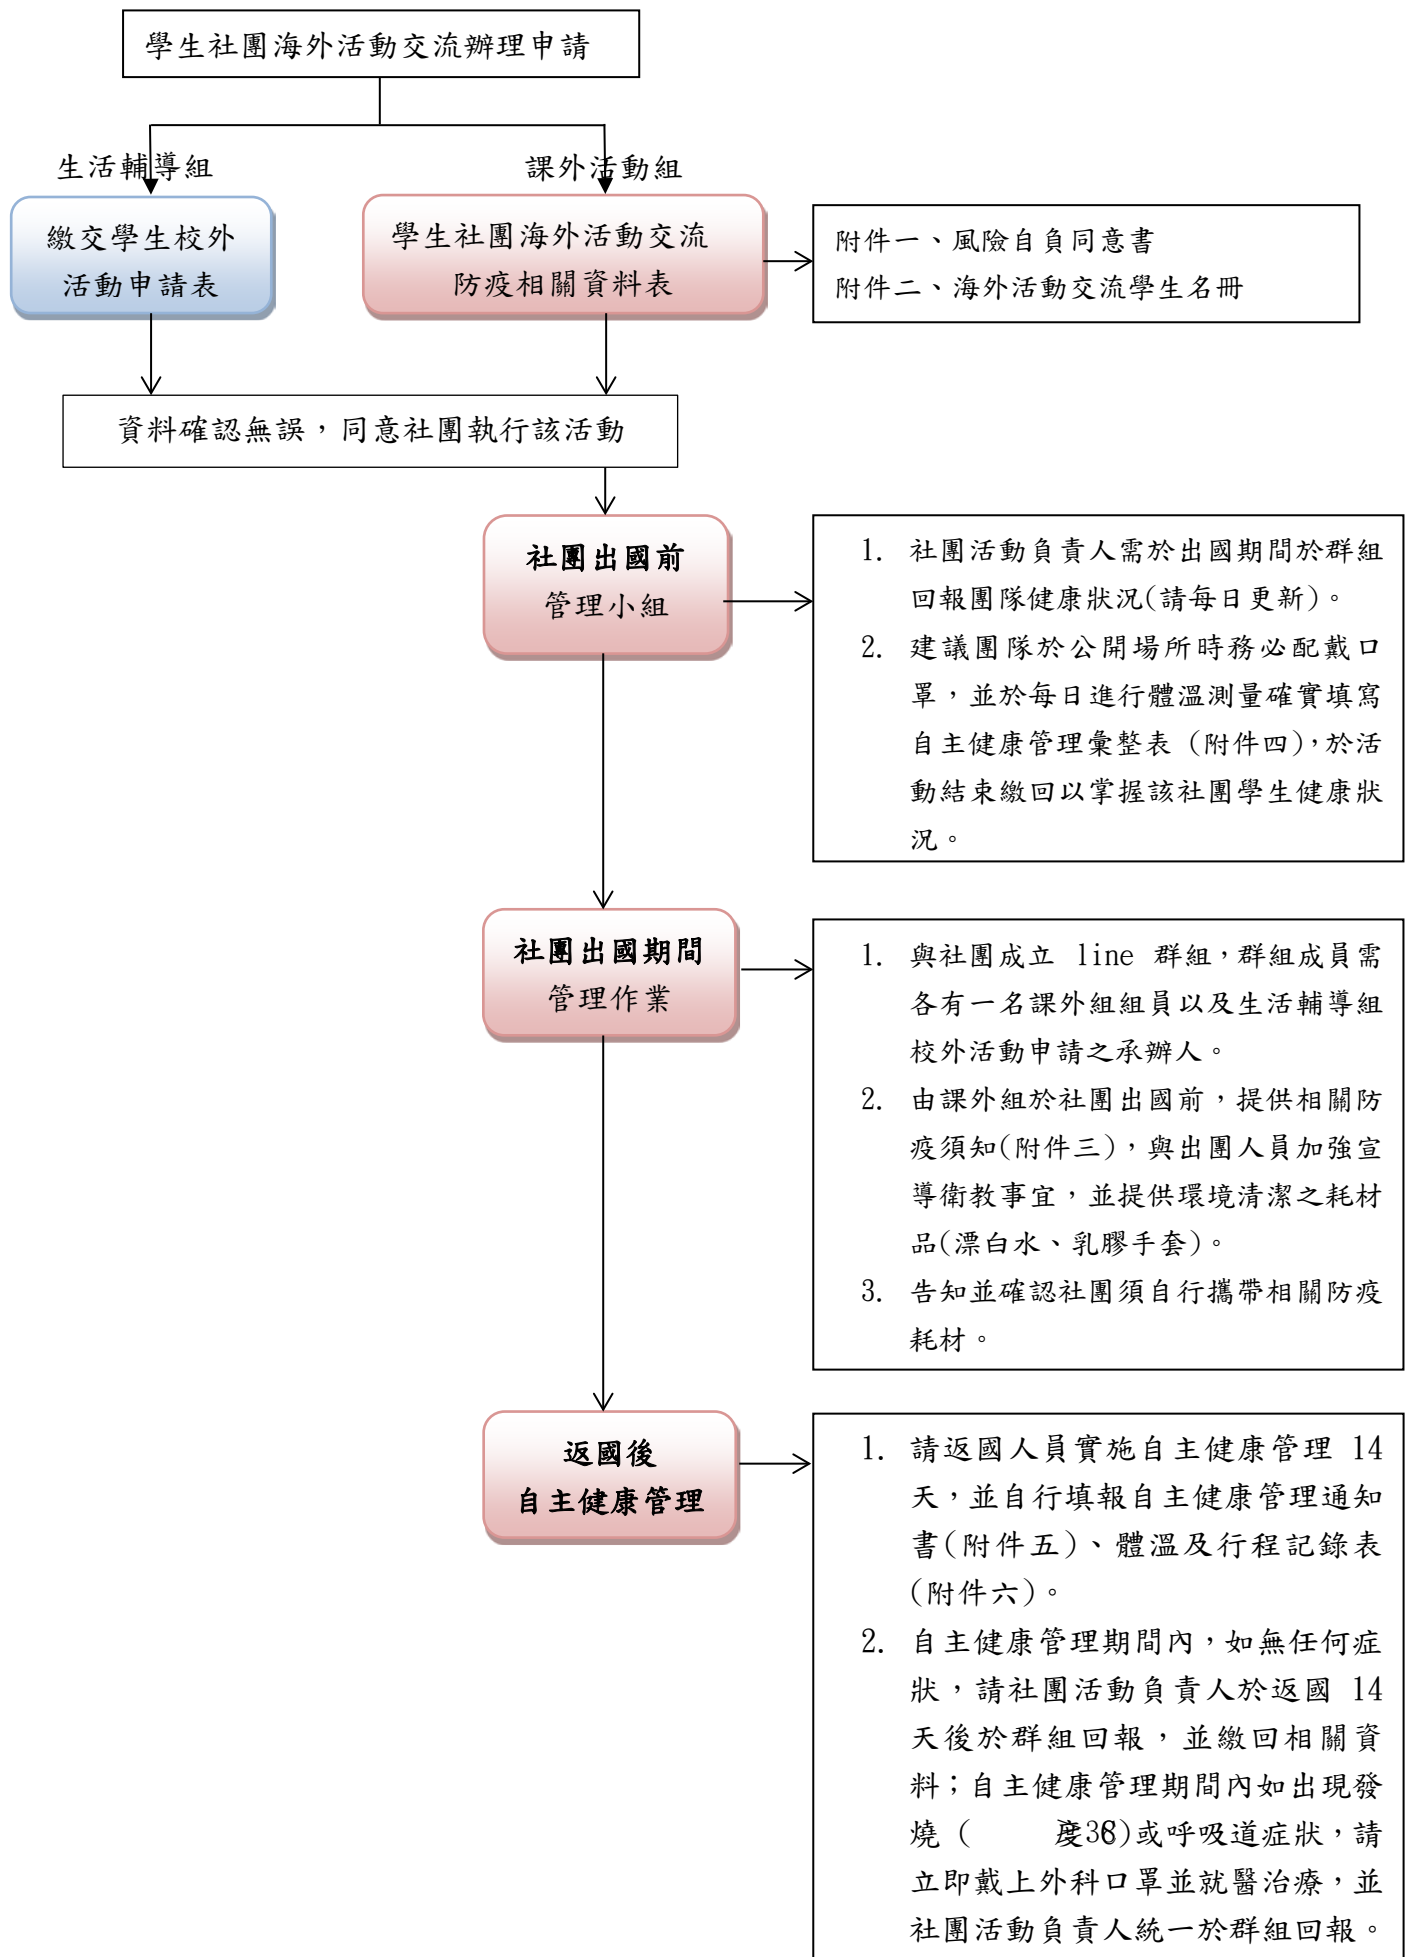 學生社團海外活動交流辦理申請
生活輔導組
課外活動組
繳交學生校外
活動申請表
學生社團海外活動交流
防疫相關資料表
附件一、風險自負同意書
附件二、海外活動交流學生名冊
資料確認無誤，同意社團執行該活動
社團出國前
管理小組
1. 社團活動負責人需於出國期間於群組
回報團隊健康狀況(請每日更新)。
2. 建議團隊於公開場所時務必配戴口
罩，並於每日進行體溫測量確實填寫
自主健康管理彙整表 (附件四)，於活
動結束繳回以掌握該社團學生健康狀
況。
社團出國期間
管理作業
1. 與社團成立 line 群組，群組成員需
各有一名課外組組員以及生活輔導組
校外活動申請之承辦人。
2. 由課外組於社團出國前，提供相關防
疫須知(附件三)，與出團人員加強宣
導衛教事宜，並提供環境清潔之耗材
品(漂白水、乳膠手套)。
3. 告知並確認社團須自行攜帶相關防疫
耗材。
返國後
自主健康管理
1. 請返國人員實施自主健康管理 14
天，並自行填報自主健康管理通知
書(附件五)、體溫及行程記錄表
(附件六)。
2. 自主健康管理期間內，如無任何症
狀，請社團活動負責人於返國 14
天後於群組回報，並繳回相關資
料；自主健康管理期間內如出現發
燒 ( )或呼吸道症狀，請
立即戴上外科口罩並就醫治療，並
社團活動負責人統一於群組回報。